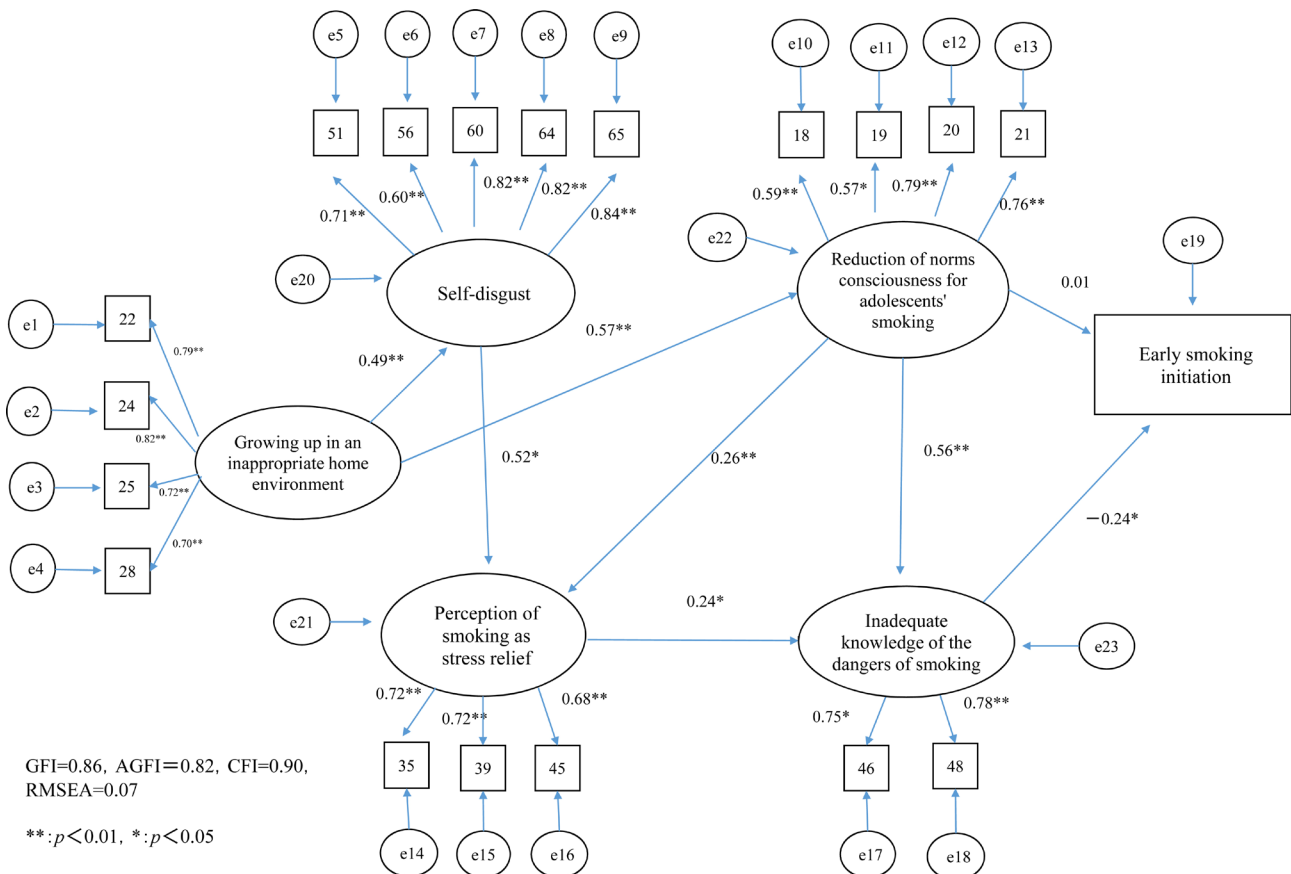 e5
e6
e7
e8
e9
e10
e11
e12
e13
51
56
60
64
65
18
19
20
21
0.71**
0.60**
0.82**
0.82**
0.84**
0.59**
0.57*
0.79**
0.76**
e20
Self-disgust
e22
Reduction of norms
consciousness for
adolescents'
smoking
e19
0.01
Early smoking
initiation
e1
22
e2
24
e3
25
e4
28
0.79**
0.82**
0.72**
0.70**
Growing up in an
inappropriate home
environment
0.49**
0.57**
0.52*
0.26**
0.56**
－0.24*
e21
Perception of
smoking as
stress relief
0.24*
Inadequate
knowledge of the
dangers of smoking
e23
0.72**
0.72**
0.68**
0.75*
0.78**
35
39
45
46
48
e14
e15
e16
e17
e18
GFI=0.86, AGFI＝0.82, CFI=0.90,
RMSEA=0.07
**:p＜0.01, *:p＜0.05